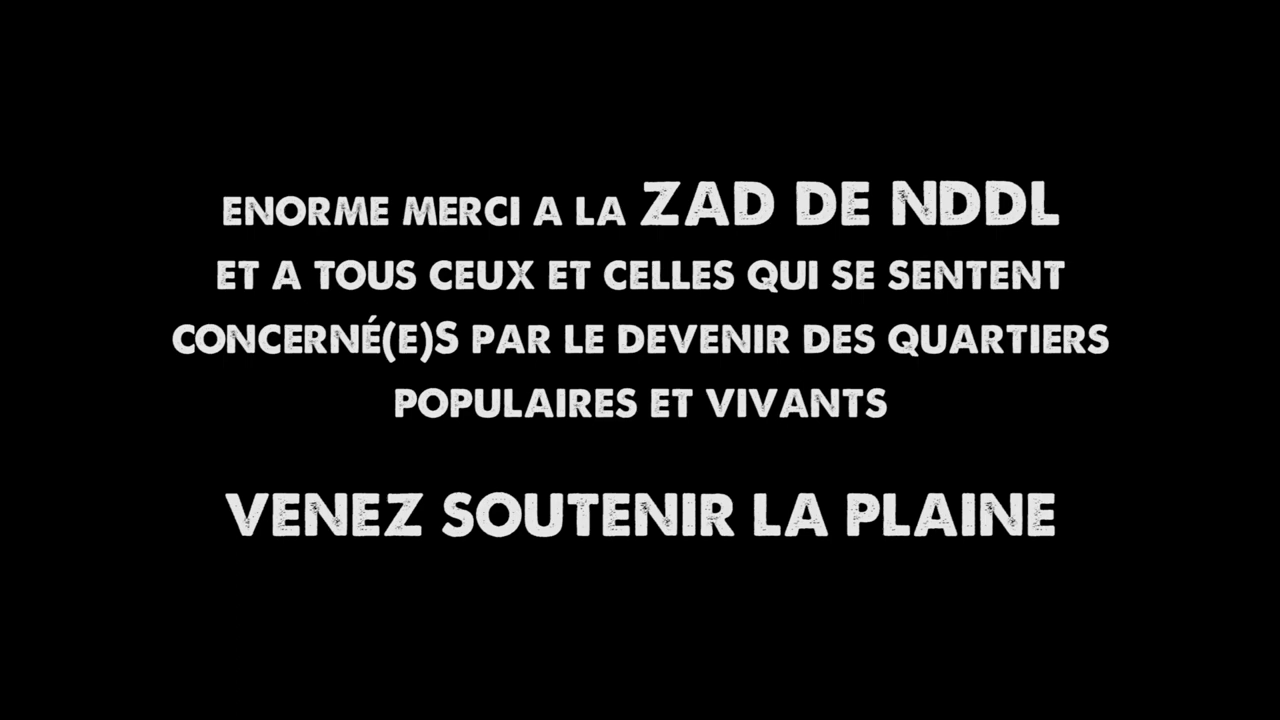 ENORME MERCI A LA ZAD DE NDDL
ET A TOUS CEUX ET CELLES QUI SE SENTENT
CONCERNÉ(E)S PAR LE DEVENIR DES QUARTIERS
POPULAIRES ET VIVANTS
VENEZ SOUTENIR LA PLAINE